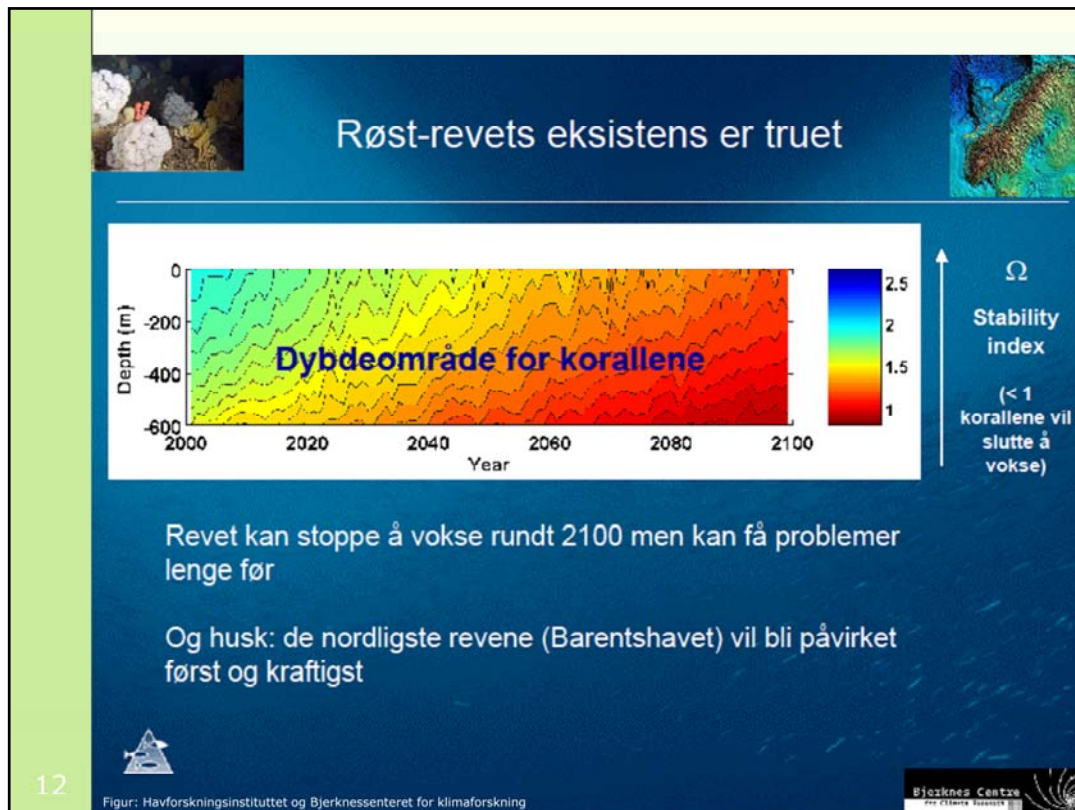 Røst-revets eksistens er truet
0
-200
-400
-600
Depth (m)
Dybdeområde for korallene
2000 2020 2040 2060 2080 2100
Year
2.5
2
1.5
1
Ω
Stability
index
(< 1
korallene vil
slutte å
vokse)
Revet kan stoppe å vokse rundt 2100 men kan få problemer
lenge før
Og husk: de nordligste revene (Barentshavet) vil bli påvirket
først og kraftigst
12
Figur: Havforskningsinstituttet og Bjerknessenteret for klimaforskning
Bjerknes Centre
for Climate Research